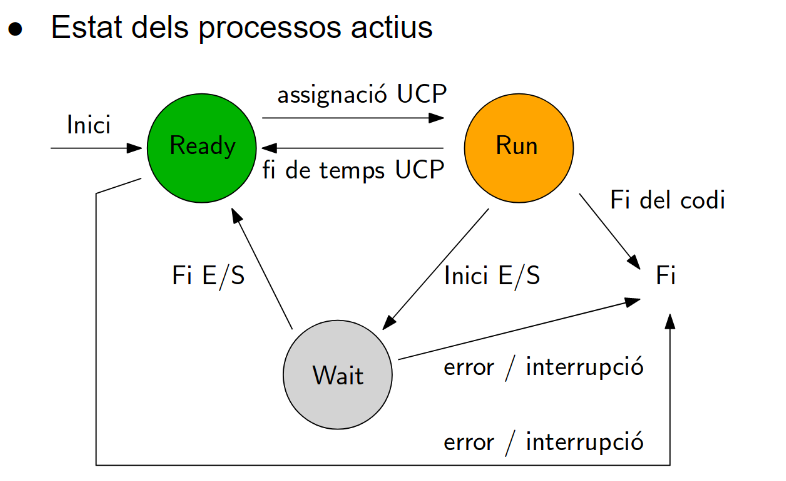 ● Estat dels processos actius
assignació UCP
Inici
Ready
Run
fi de temps UCP
Fi del codi
Fi E/S
Inici E/S
Fi
Wait
error / interrupció
error / interrupció